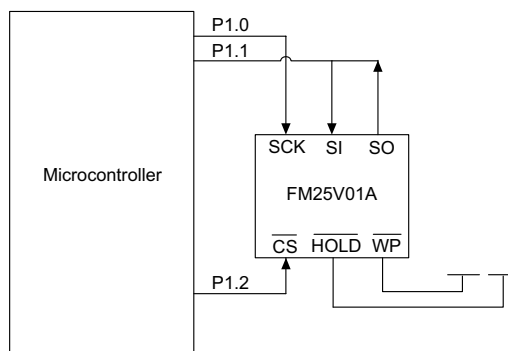 P1.0
P1.1
SCK SI SO
Microcontroller
FM25V01A
CS HOLD WP
P1.2